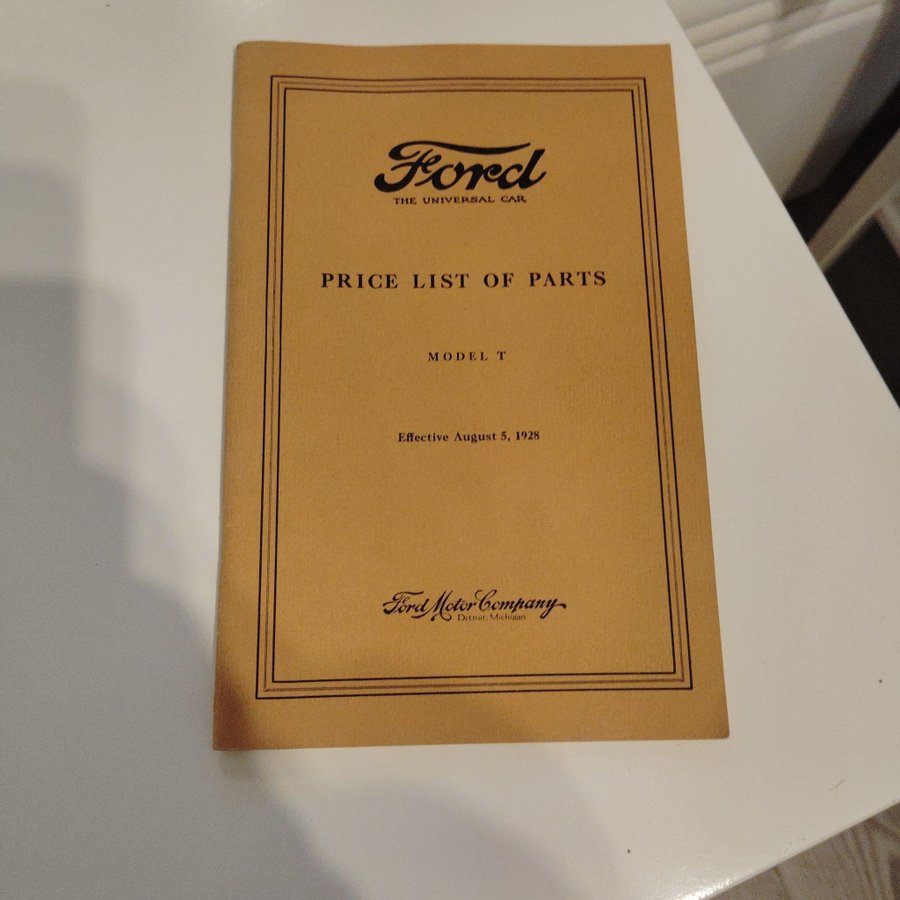 Ford
THE UNIVERSAL CAR
PRICE LIST OF PARTS
MODEL T
Effective August 5, 1928
Ford Motor Company
Detroit, Michigan